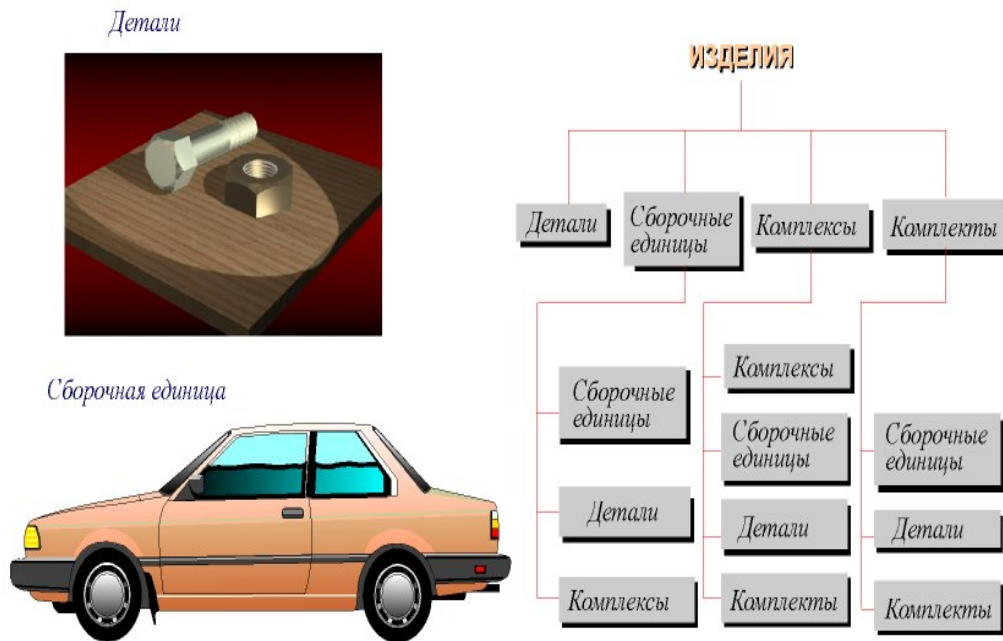 Детали
ИЗДЕЛИЯ
Детали
Сборочные
единицы
Комплексы
Комплекты
Сборочная единица
Сборочные
единицы
Детали
Комплексы
Комплексы
Сборочные
единицы
Детали
Комплекты
Сборочные
единицы
Детали
Комплекты